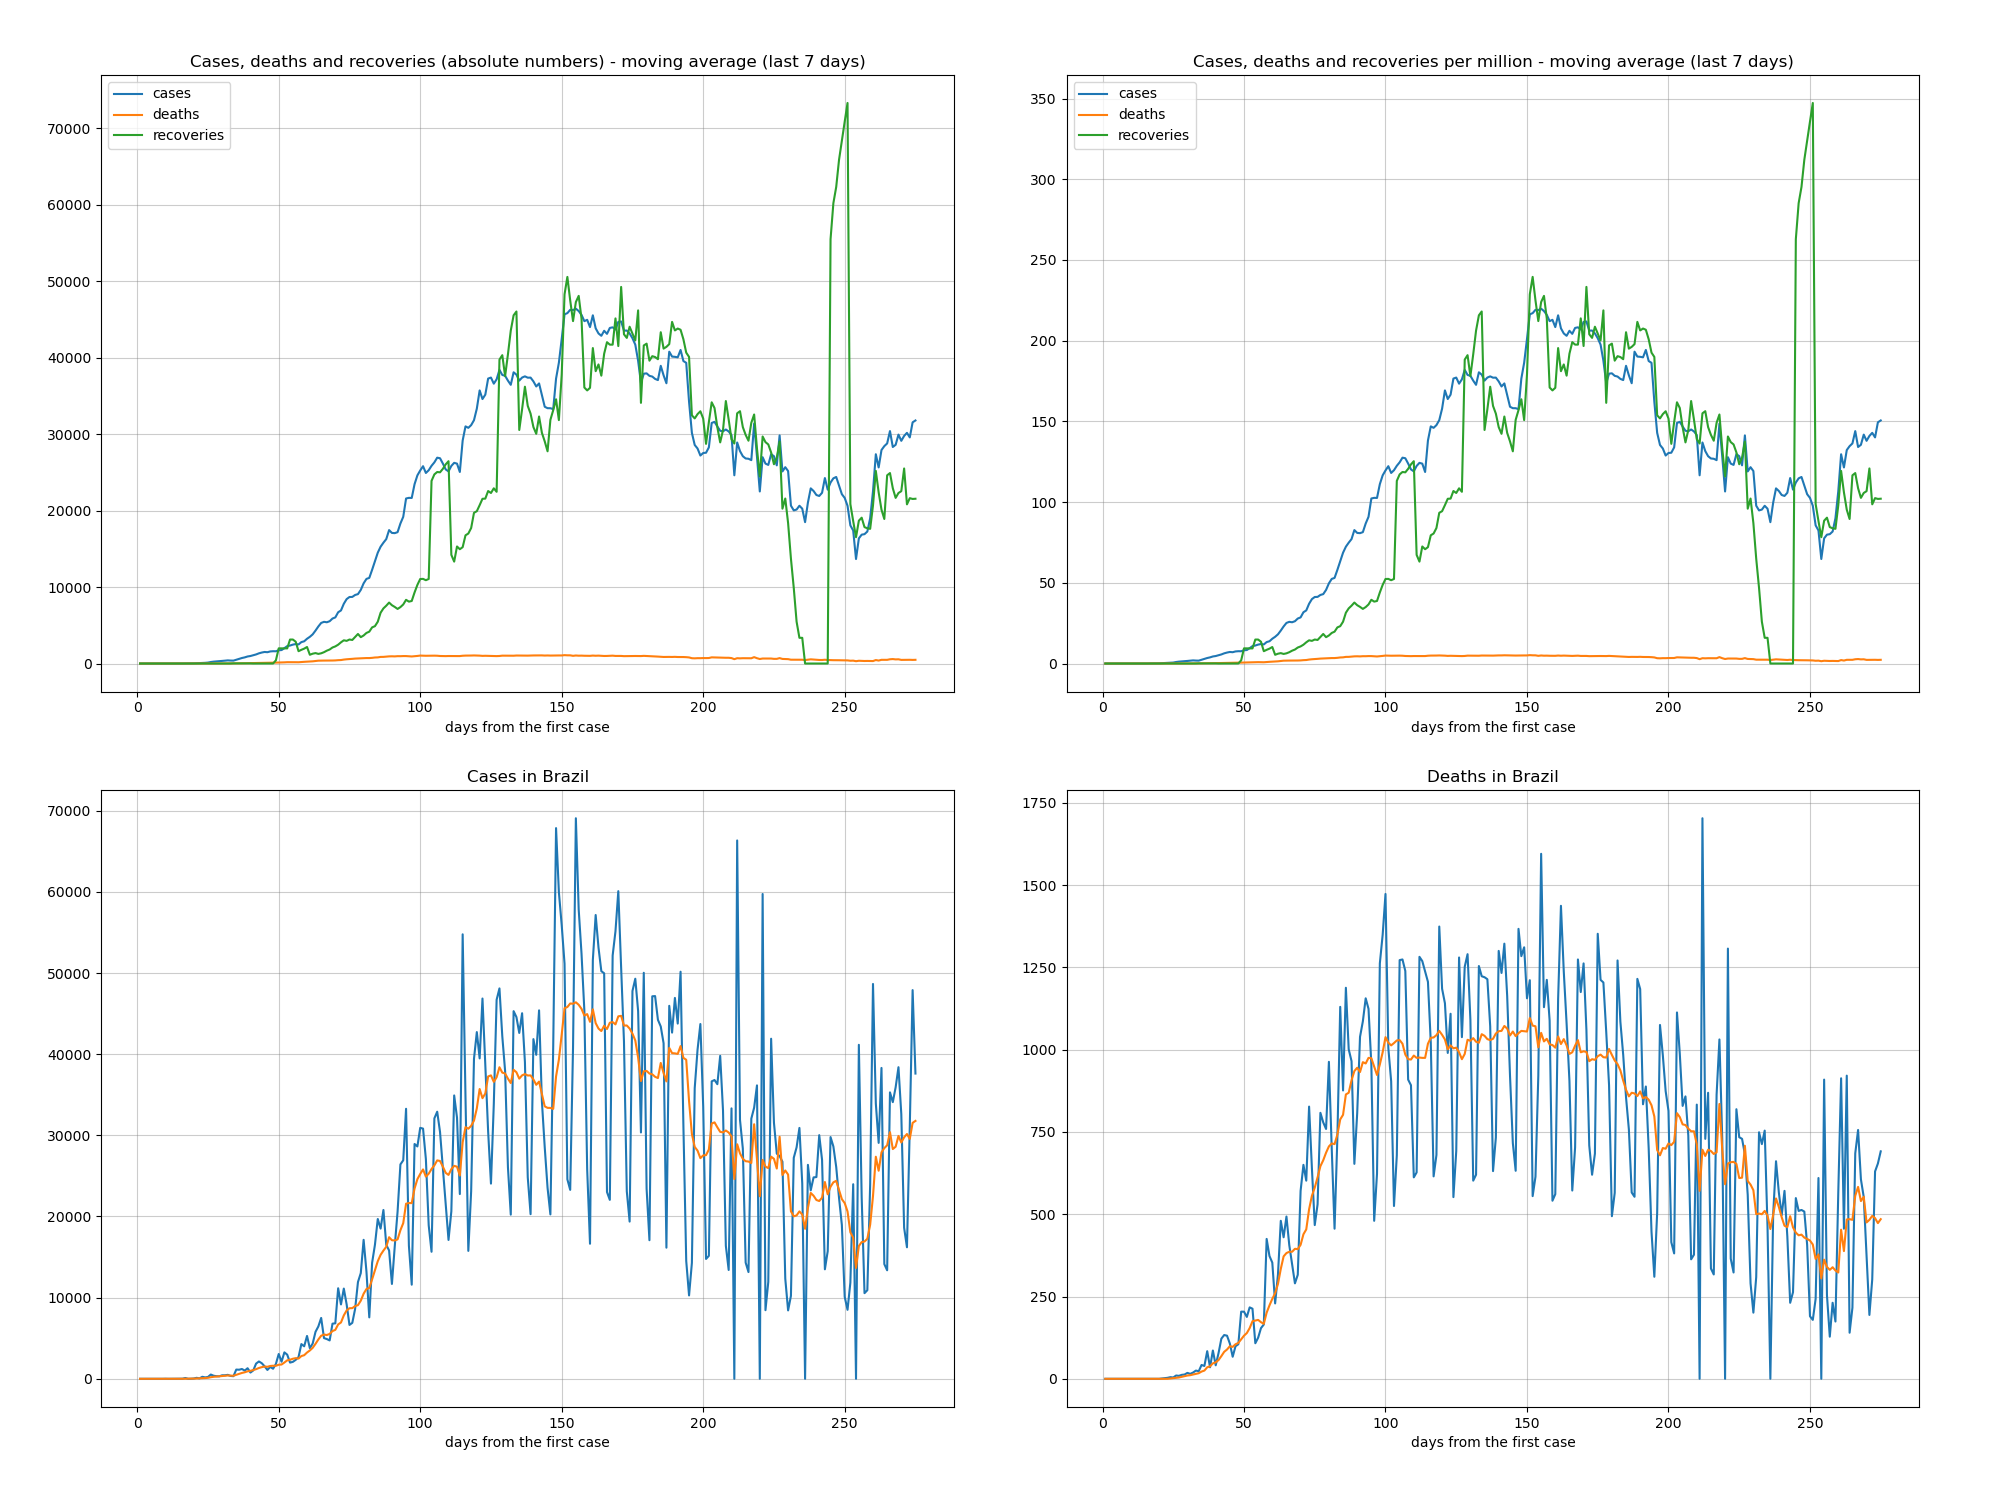 Cases, deaths and recoveries (absolute numbers) - moving average (last 7 days)
cases
deaths
recoveries
70000
60000
50000
40000
30000
20000
10000
0
0 50 100 150 200 250
days from the first case
Cases, deaths and recoveries per million - moving average (last 7 days)
cases
deaths
recoveries
350
300
250
200
150
100
50
0
0 50 100 150 200 250
days from the first case
Cases in Brazil
70000
60000
50000
40000
30000
20000
10000
0
0 50 100 150 200 250
days from the first case
Deaths in Brazil
1750
1500
1250
1000
750
500
250
0
0 50 100 150 200 250
days from the first case